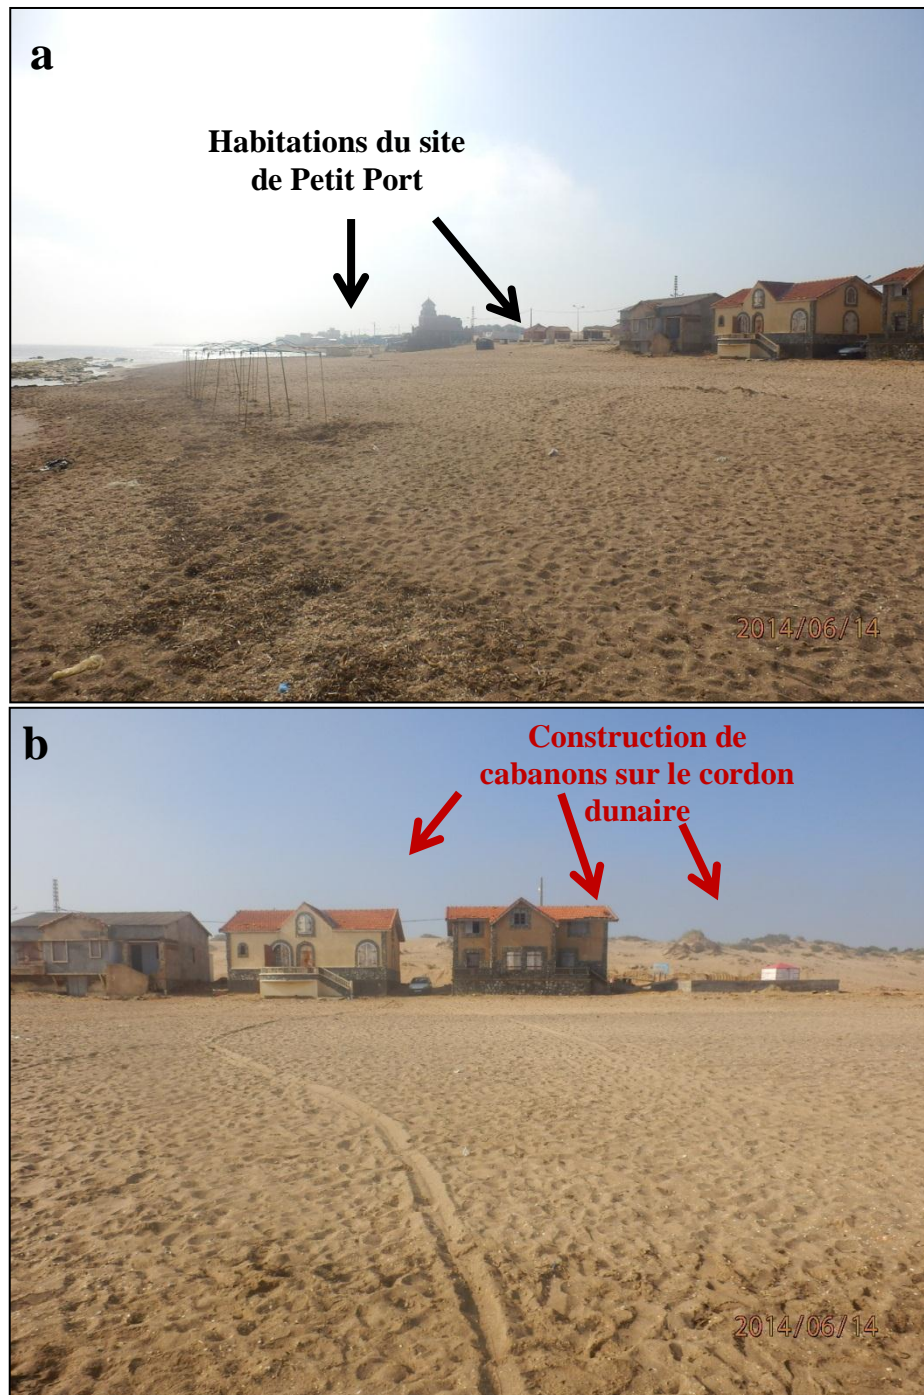 a
Habitations du site
de Petit Port
2014/06/14
b
Construction de
cabanons sur le cordon
dunaire
2014/06/14